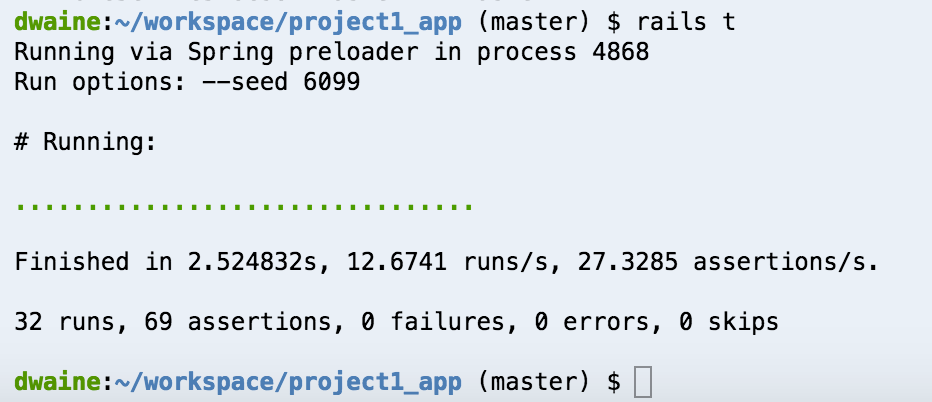 dwaine:~/workspace/project1_app (master) $ rails t
Running via Spring preloader in process 4868
Run options: --seed 6099
# Running:
................................
Finished in 2.524832s, 12.6741 runs/s, 27.3285 assertions/s.
32 runs, 69 assertions, 0 failures, 0 errors, 0 skips
dwaine:~/workspace/project1_app (master) $